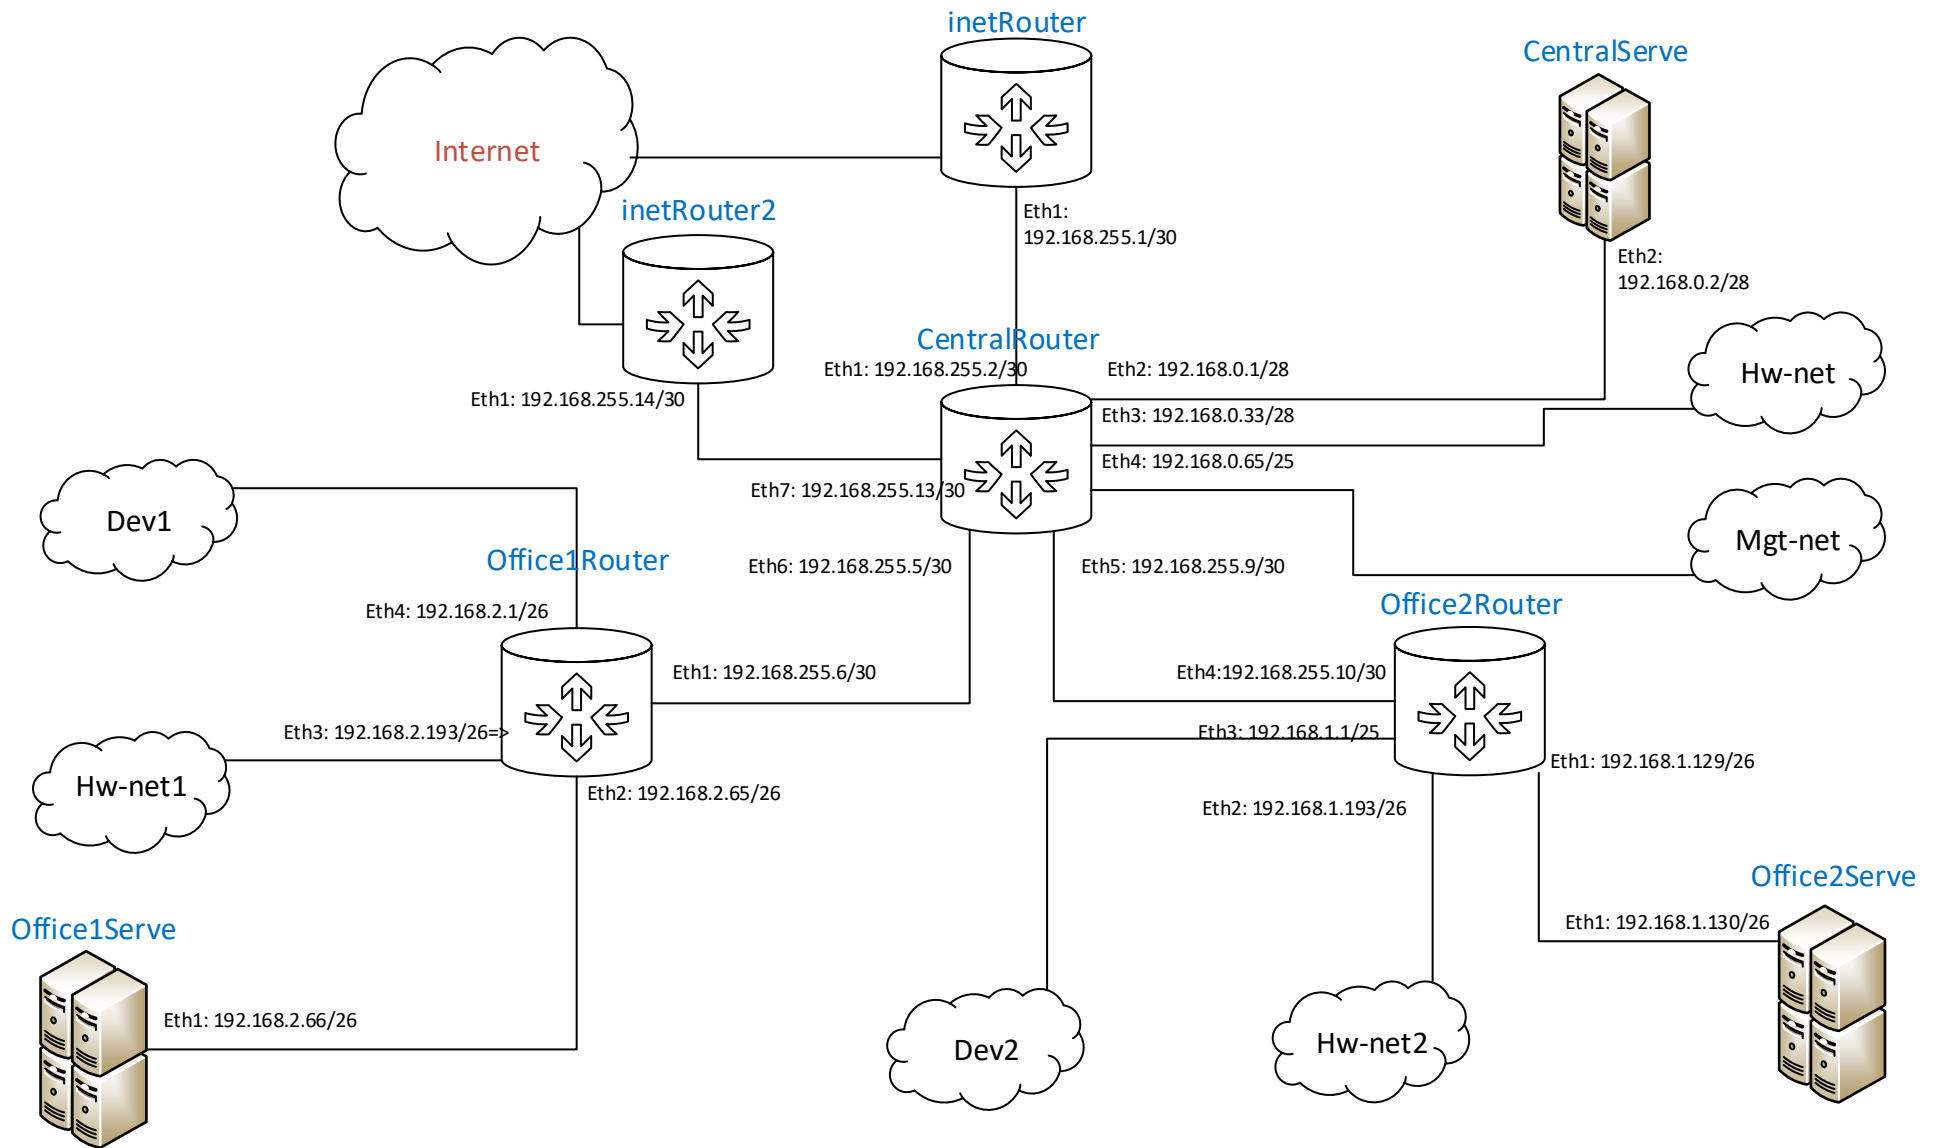 inetRouter
CentralServe
Internet
inetRouter2
Eth1:
192.168.255.1/30
Eth2:
192.168.0.2/28
CentralRouter
Eth1: 192.168.255.2/30
Eth2: 192.168.0.1/28
Hw-net
Eth1: 192.168.255.14/30
Eth3: 192.168.0.33/28
Eth4: 192.168.0.65/25
Eth7: 192.168.255.13/30
Dev1
Mgt-net
Office1Router
Eth6: 192.168.255.5/30
Eth5: 192.168.255.9/30
Office2Router
Eth4: 192.168.2.1/26
Eth1: 192.168.255.6/30
Eth4:192.168.255.10/30
Eth3: 192.168.2.193/26=>
Eth3: 192.168.1.1/25
Eth1: 192.168.1.129/26
Hw-net1
Eth2: 192.168.2.65/26
Eth2: 192.168.1.193/26
Office2Serve
Office1Serve
Eth1: 192.168.1.130/26
Eth1: 192.168.2.66/26
Dev2
Hw-net2